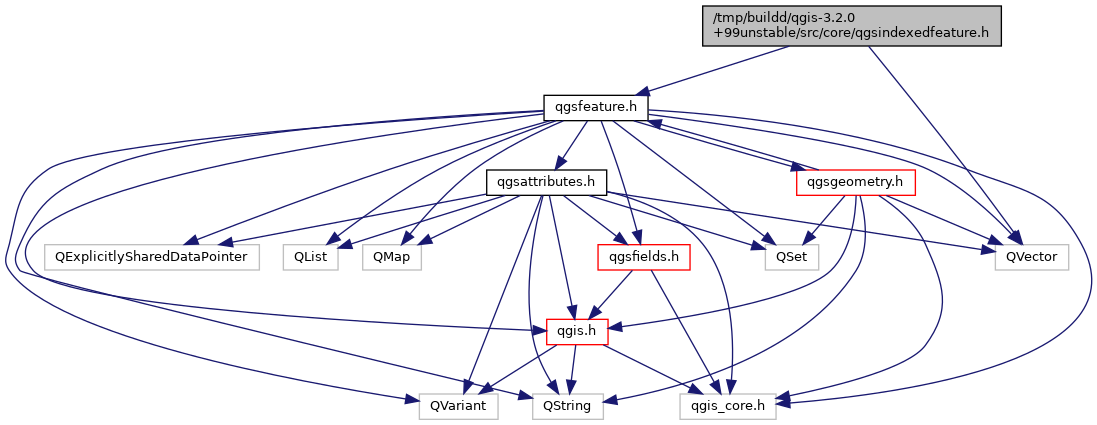 /tmp/buildd/qgis-3.2.0
+99unstable/src/core/qgsindexedfeature.h
qgsfeature.h
qgsattributes.h
qgsgeometry.h
QExplicitlySharedDataPointer
QList
QMap
qgsfields.h
QSet
QVector
qgis.h
QVariant
QString
qgis_core.h